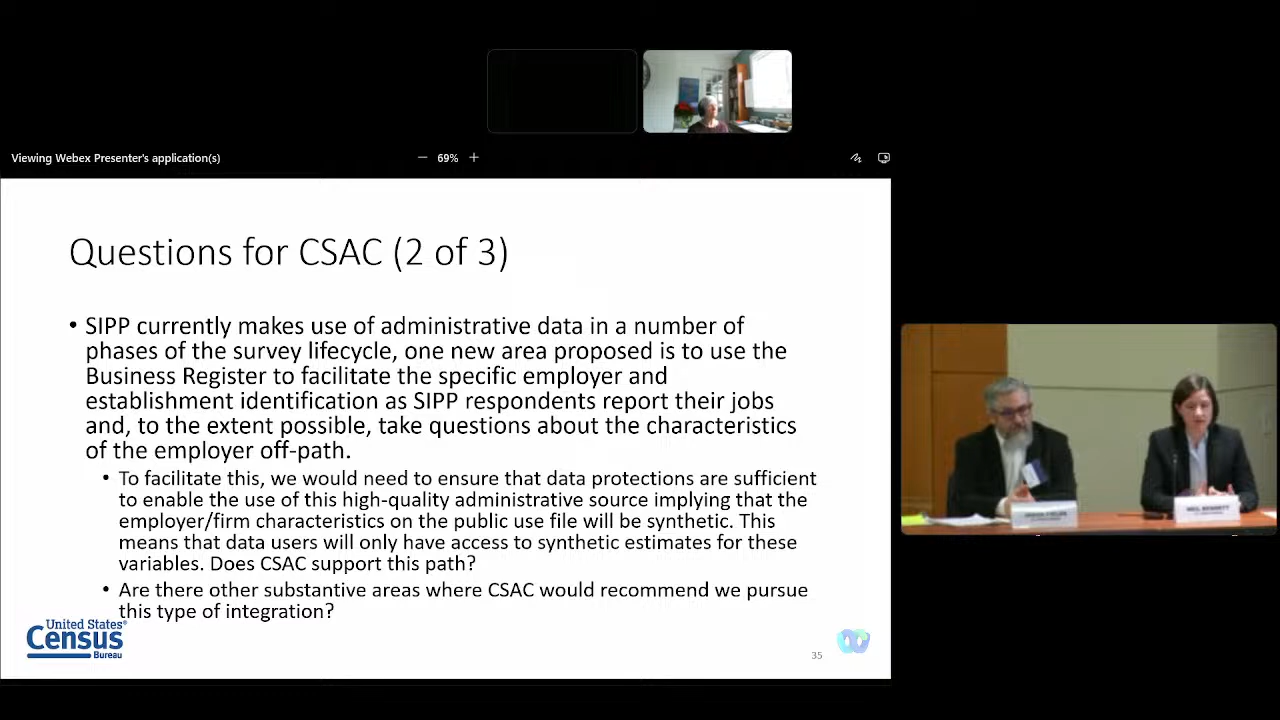 Viewing Webex Presenter's application(s)
69%
Questions for CSAC (2 of 3)
• SIPP currently makes use of administrative data in a number of
phases of the survey lifecycle, one new area proposed is to use the
Business Register to facilitate the specific employer and
establishment identification as SIPP respondents report their jobs
and, to the extent possible, take questions about the characteristics
of the employer off-path.
• To facilitate this, we would need to ensure that data protections are sufficient
to enable the use of this high-quality administrative source implying that the
employer/firm characteristics on the public use file will be synthetic. This
means that data users will only have access to synthetic estimates for these
variables. Does CSAC support this path?
• Are there other substantive areas where CSAC would recommend we pursue
this type of integration?
United States®
Census
Bureau
35